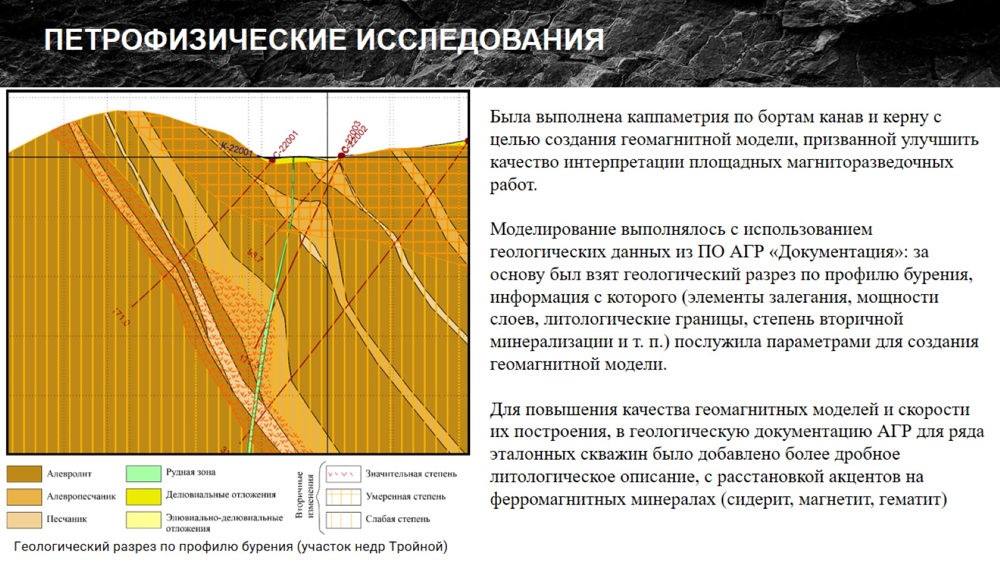 ПЕТРОФИЗИЧЕСКИЕ ИССЛЕДОВАНИЯ
К-22001
С-22001
С-22003
С-22002
93.7
171.0
Алевролит
Алевропесчаник
Песчаник
Рудная зона
Делювиальные отложения
Элювиально-делювиальные
отложения
Вторичные
изменения
Значительная степень
Умеренная степень
Слабая степень
Геологический разрез по профилю бурения (участок недр Тройной)
Была выполнена каппаметрия по бортам канав и керну с
целью создания геомагнитной модели, призванной улучшить
качество интерпретации площадных магниторазведочных
работ.
Моделирование выполнялось с использованием
геологических данных из ПО АГР «Документация»: за
основу был взят геологический разрез по профилю бурения,
информация с которого (элементы залегания, мощности
слоев, литологические границы, степень вторичной
минерализации и т. п.) послужила параметрами для создания
геомагнитной модели.
Для повышения качества геомагнитных моделей и скорости
их построения, в геологическую документацию АГР для ряда
эталонных скважин было добавлено более дробное
литологическое описание, с расстановкой акцентов на
ферромагнитных минералах (сидерит, магнетит, гематит)